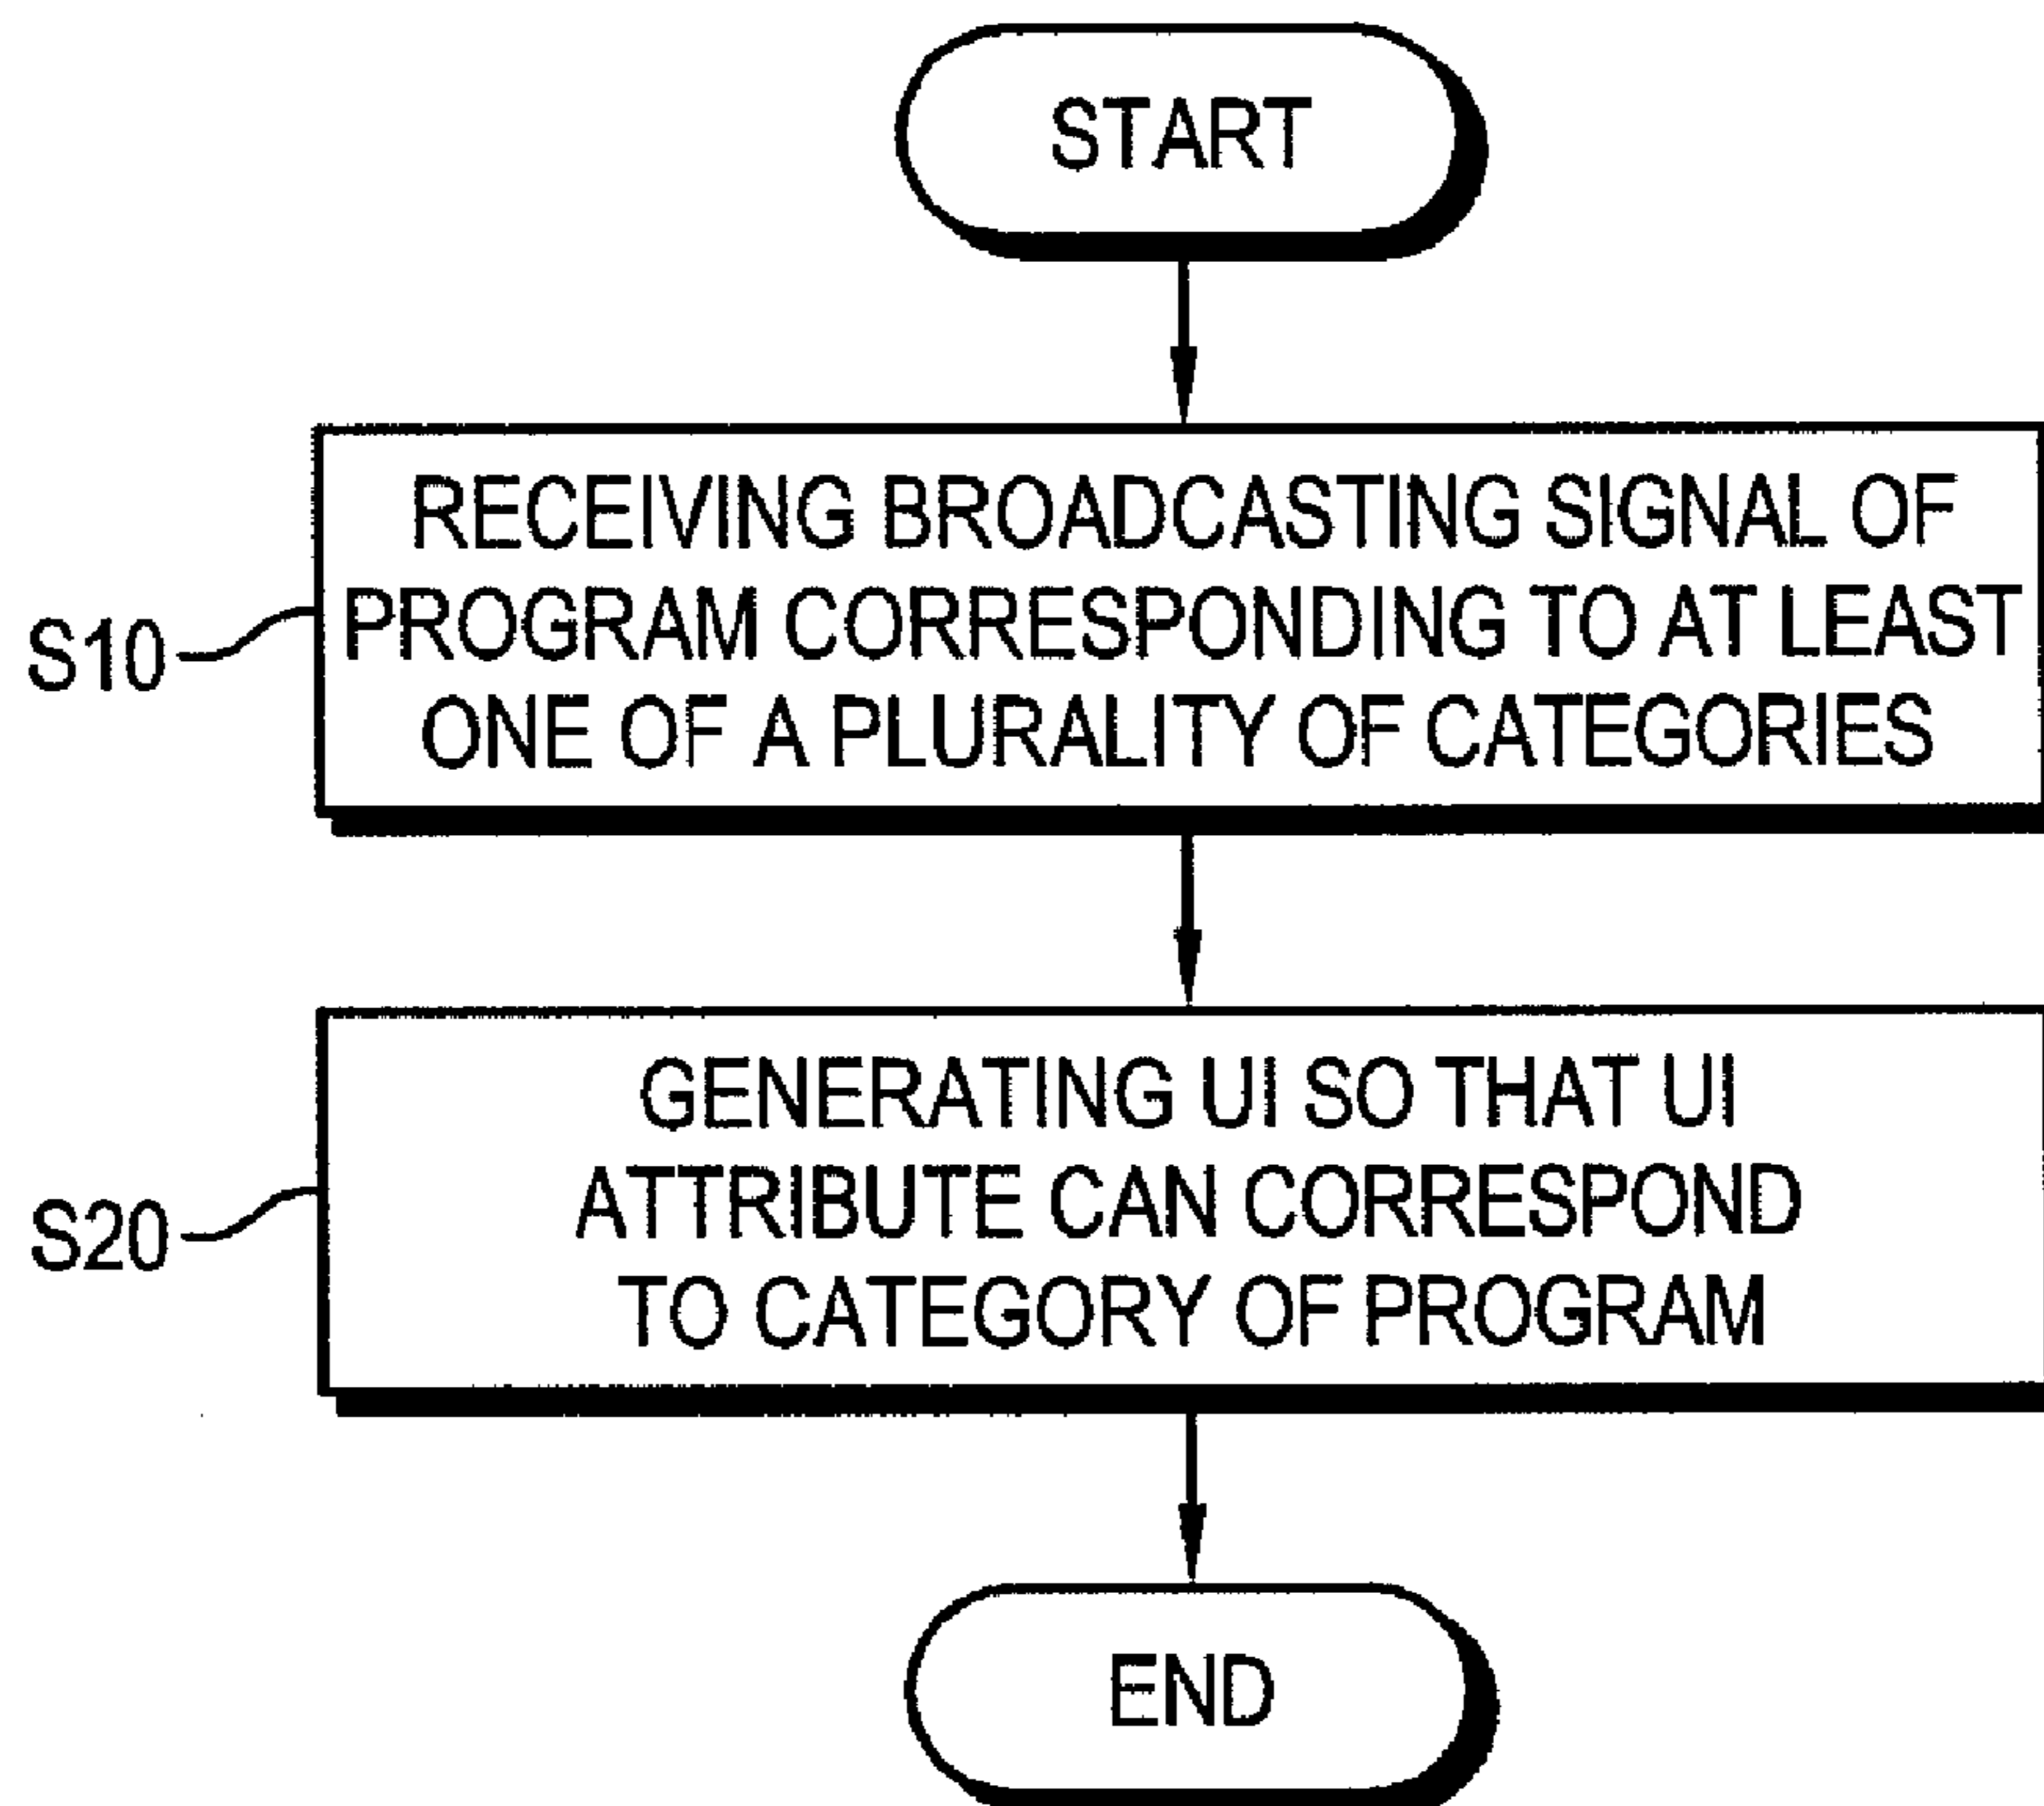 START
RECEIVING BROADCASTING SIGNAL OF
PROGRAM CORRESPONDING TO AT LEAST
ONE OF A PLURALITY OF CATEGORIES
S10
GENERATING UI SO THAT UI
ATTRIBUTE CAN CORRESPOND
TO CATEGORY OF PROGRAM
S20
END